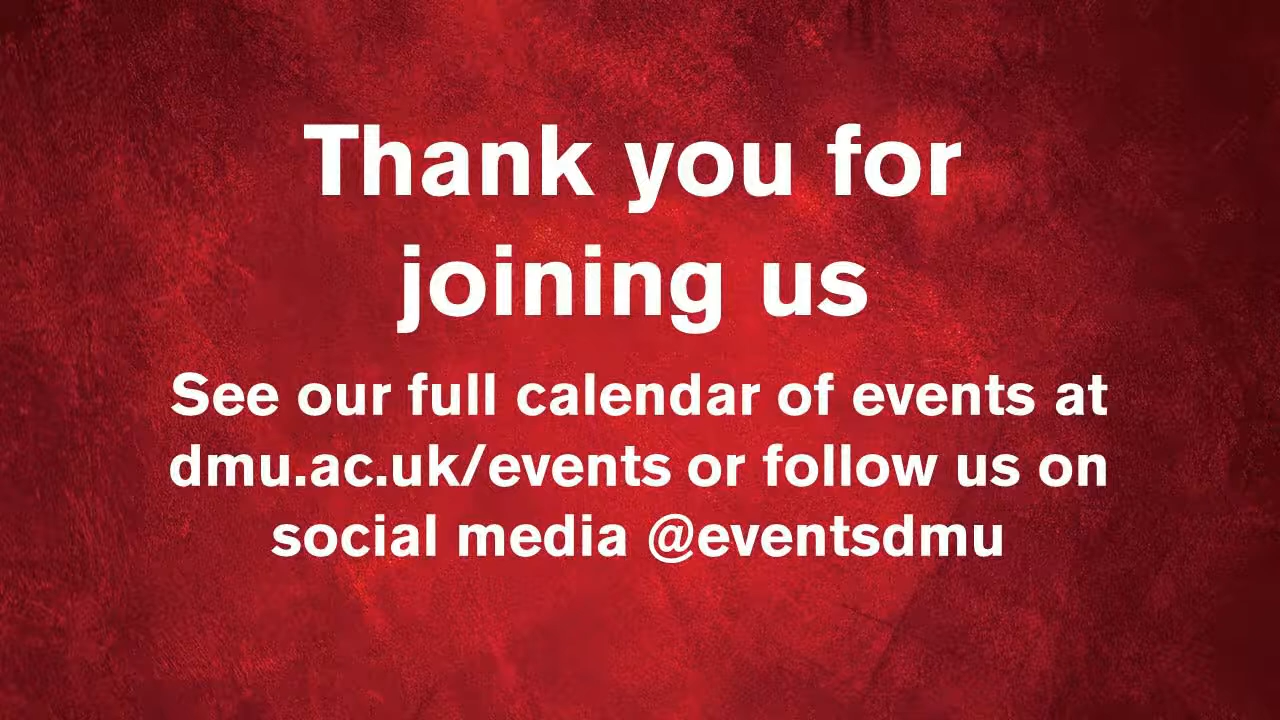 Thank you for
joining us
See our full calendar of events at
dmu.ac.uk/events or follow us on
social media @eventsdmu